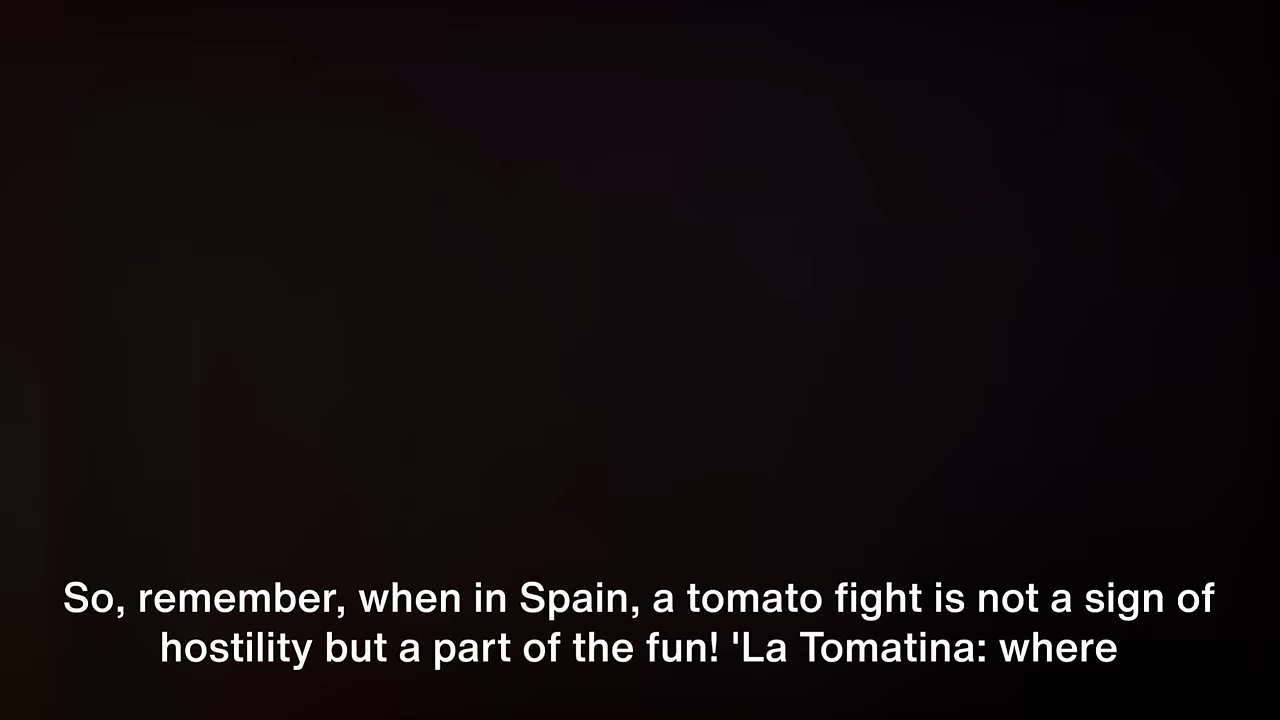 So, remember, when in Spain, a tomato fight is not a sign of
hostility but a part of the fun! 'La Tomatina: where